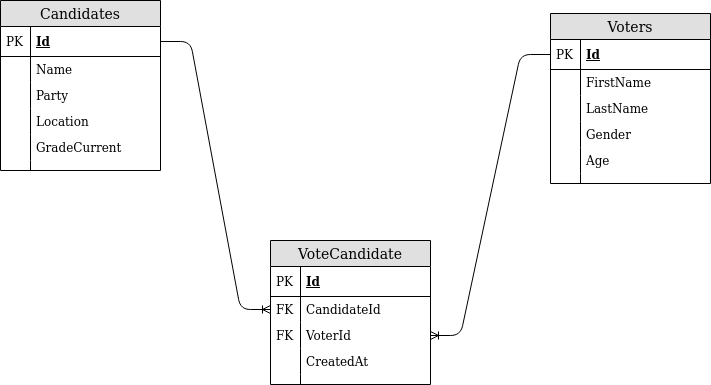 Candidates
PK Id
Name
Party
Location
GradeCurrent
Voters
PK Id
FirstName
LastName
Gender
Age
VoteCandidate
PK Id
FK CandidateId
FK VoterId
CreatedAt